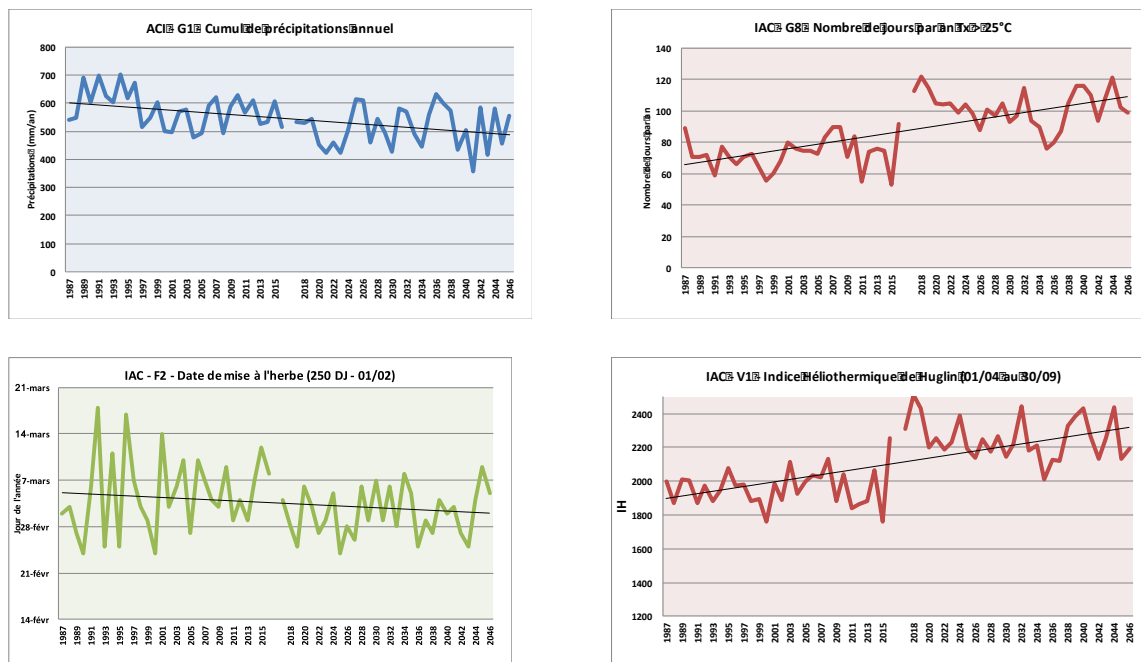 ACI - G1 - Cumul de précipitations annuel
800
700
600
500
400
300
200
100
0
Précipitations (mm/an)
1987 1989 1991 1993 1995 1997 1999 2001 2003 2005 2007 2009 2011 2013 2015 2018 2020 2022 2024 2026 2028 2030 2032 2034 2036 2038 2040 2042 2044 2046
IAC - G8 - Nombre de jours par an Tx > 25°C
140
120
100
80
60
40
20
0
Nombre de jours par an
1987 1989 1991 1993 1995 1997 1999 2001 2003 2005 2007 2009 2011 2013 2015 2018 2020 2022 2024 2026 2028 2030 2032 2034 2036 2038 2040 2042 2044 2046
IAC - F2 - Date de mise à l'herbe (250 DJ - 01/02)
21-mars
14-mars
7-mars
28-févr
21-févr
14-févr
Jour de l'année
1987 1989 1991 1993 1995 1997 1999 2001 2003 2005 2007 2009 2011 2013 2015 2018 2020 2022 2024 2026 2028 2030 2032 2034 2036 2038 2040 2042 2044 2046
IAC - V1 - Indice Héliothermique de Huglin (01/04 au 30/09)
2400
2200
2000
1800
1600
1400
1200
IH
1987 1989 1991 1993 1995 1997 1999 2001 2003 2005 2007 2009 2011 2013 2015 2018 2020 2022 2024 2026 2028 2030 2032 2034 2036 2038 2040 2042 2044 2046